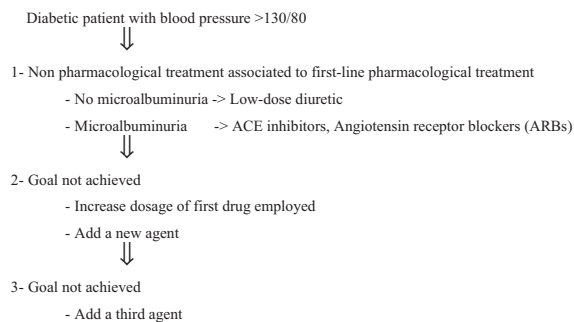 Diabetic patient with blood pressure >130/80
⇓
1- Non pharmacological treatment associated to first-line pharmacological treatment
- No microalbuminuria -> Low-dose diuretic
- Microalbuminuria -> ACE inhibitors, Angiotensin receptor blockers (ARBs)
⇓
2- Goal not achieved
- Increase dosage of first drug employed
- Add a new agent
⇓
3- Goal not achieved
- Add a third agent